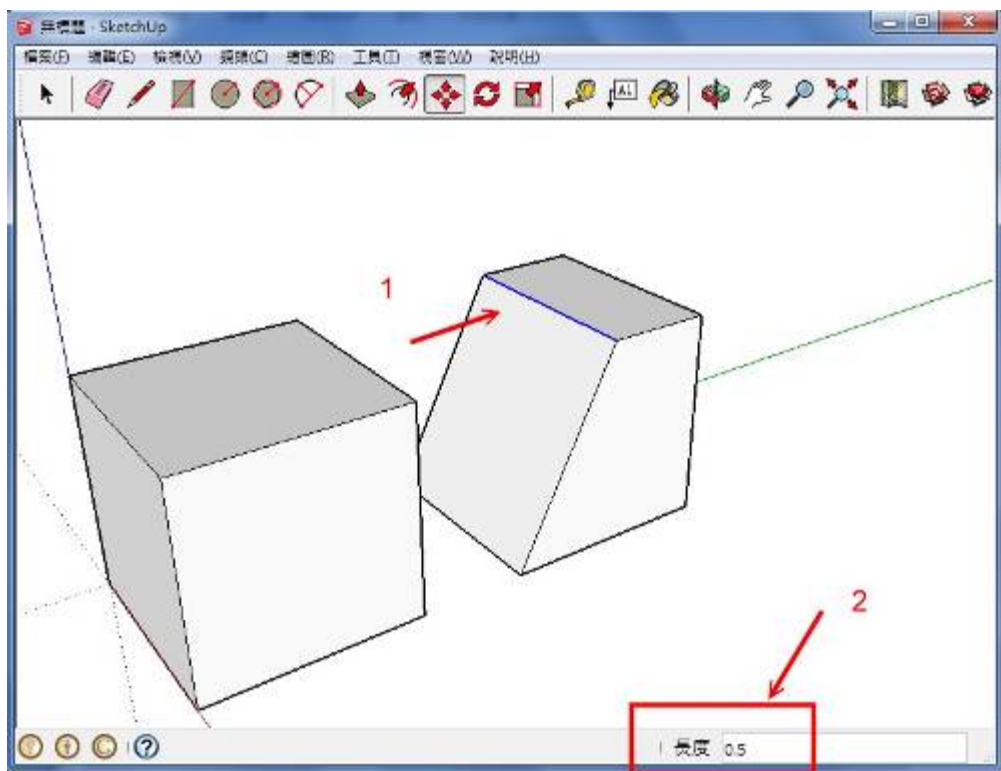 無標題 - SketchUp
檔案(F) 編輯(E) 檢視(V) 鏡頭(C) 繪圖(R) 工具(T) 視窗(W) 說明(H)
A1
1
2
長度 0.5